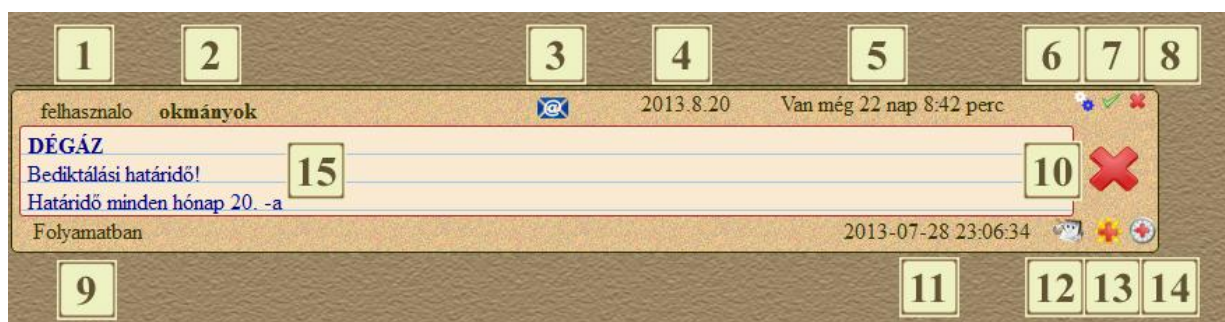 1 2 3 4 5 6 7 8
felhasznalo okmányok 2013.8.20 Van még 22 nap 8:42 perc
DÉGÁZ
Bediktálási határidő!
15 10
Határidő minden hónap 20. -a
Folyamatban 2013-07-28 23:06:34
9 11 12 13 14